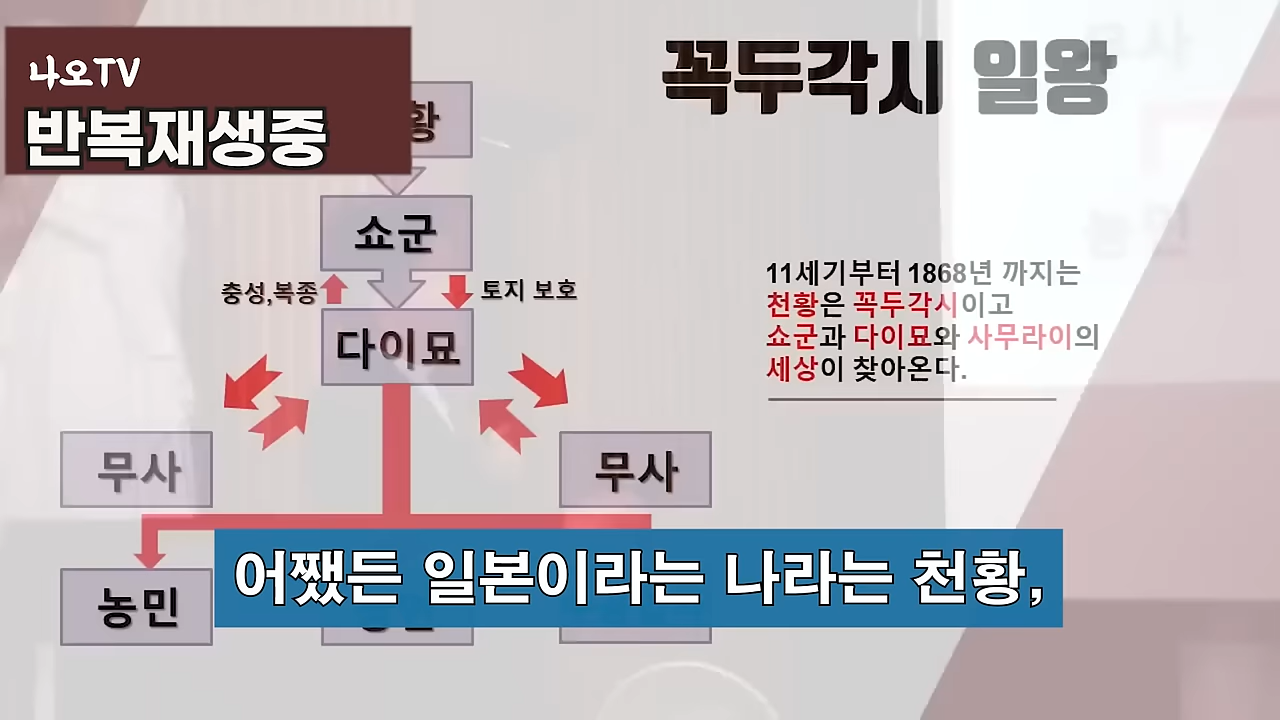 나오TV
반복재생중
꼭두각시 일왕
황
쇼군
충성,복종
토지 보호
다이묘
11세기부터 1868년 까지는
천황은 꼭두각시이고
쇼군과 다이묘와 사무라이의
세상이 찾아온다.
무사
무사
농민
어쨌든 일본이라는 나라는 천황,